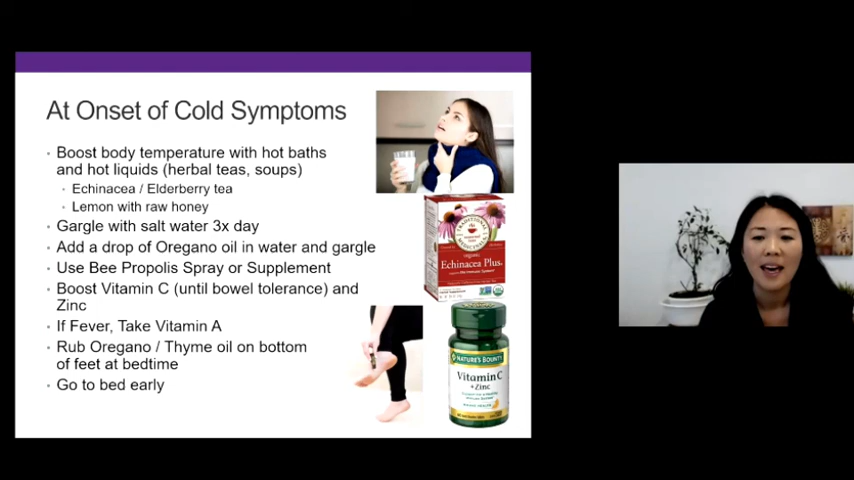 At Onset of Cold Symptoms
• Boost body temperature with hot baths
and hot liquids (herbal teas, soups)
• Echinacea / Elderberry tea
• Lemon with raw honey
• Gargle with salt water 3x day
• Add a drop of Oregano oil in water and gargle
• Use Bee Propolis Spray or Supplement
• Boost Vitamin C (until bowel tolerance) and
Zinc
• If Fever, Take Vitamin A
• Rub Oregano / Thyme oil on bottom
of feet at bedtime
• Go to bed early
TRADITIONAL
MEDICINALS
organic
Echinacea Plus
NATURE'S BOUNTY
Vitamin C
+Zinc